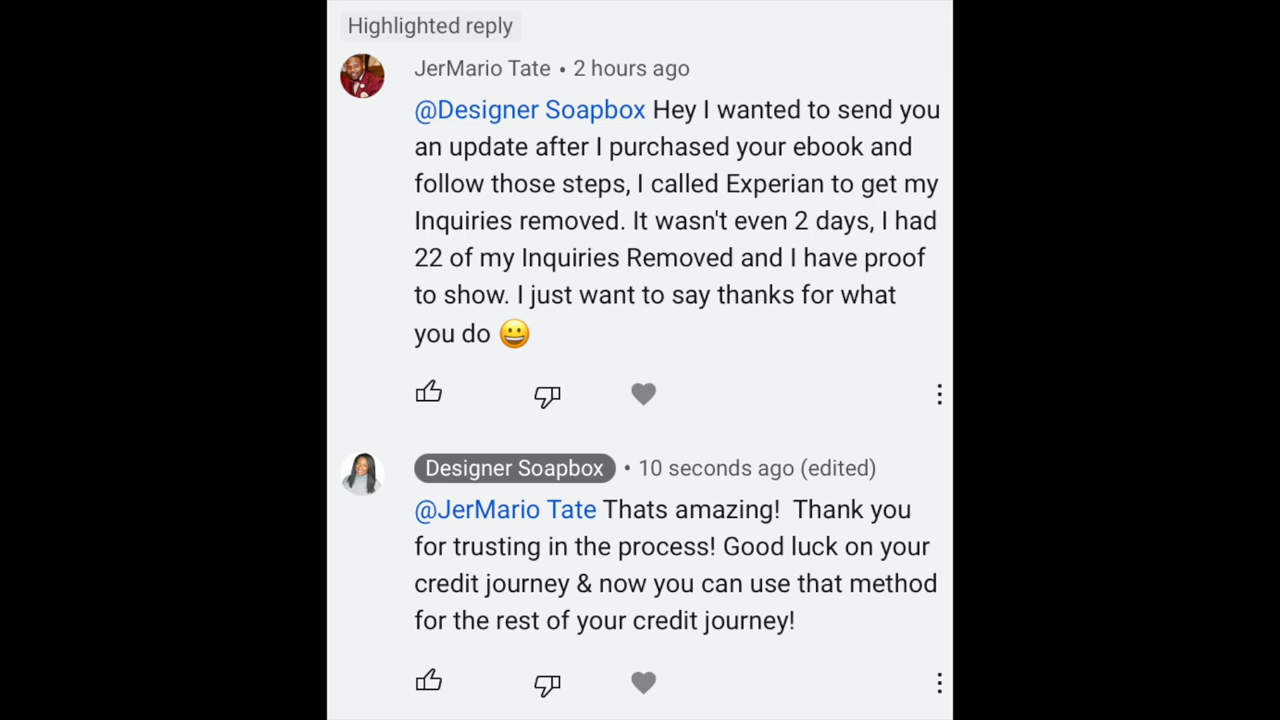 Highlighted reply
JerMario Tate • 2 hours ago
@Designer Soapbox Hey I wanted to send you
an update after I purchased your ebook and
follow those steps, I called Experian to get my
Inquiries removed. It wasn't even 2 days, I had
22 of my Inquiries Removed and I have proof
to show. I just want to say thanks for what
you do 😀
Designer Soapbox • 10 seconds ago (edited)
@JerMario Tate Thats amazing!  Thank you
for trusting in the process! Good luck on your
credit journey & now you can use that method
for the rest of your credit journey!